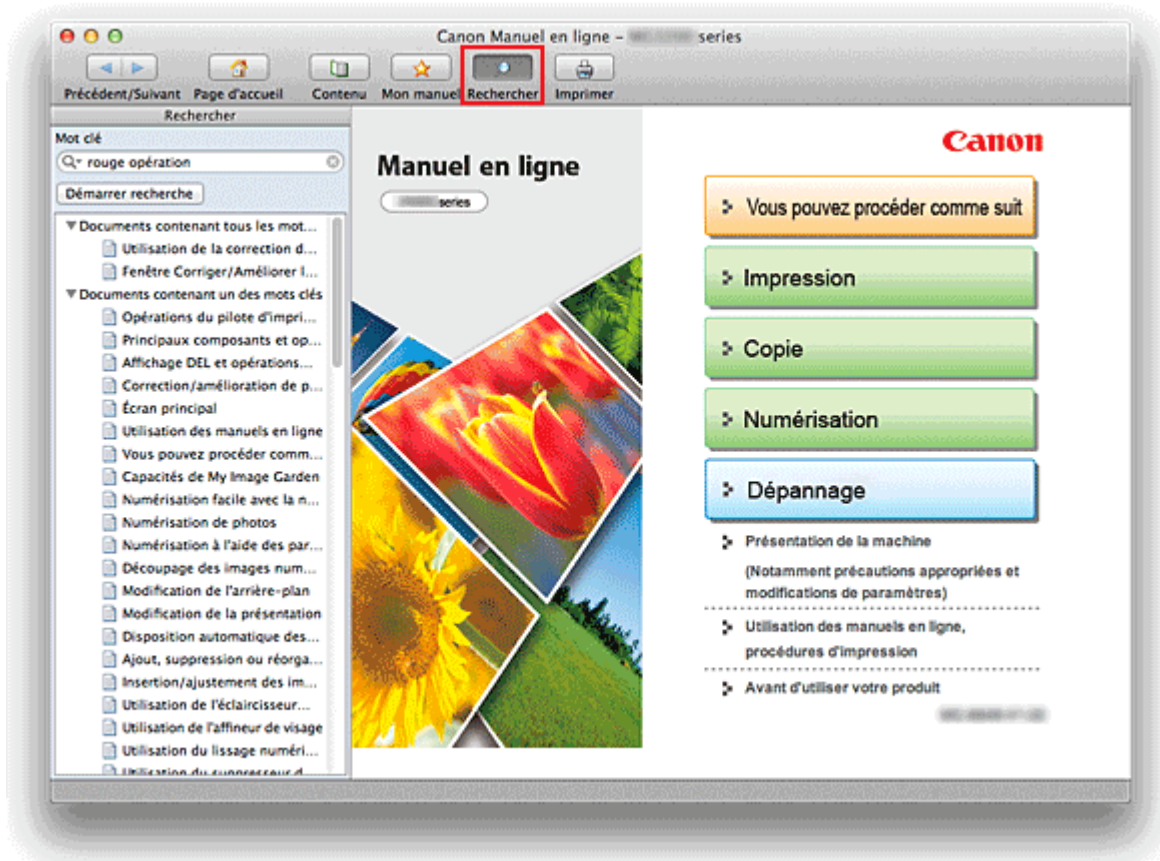 Canon Manuel en ligne – series
Précédent/Suivant Page d'accueil Contenu Mon manuel Rechercher Imprimer
Rechercher
Mot clé
rouge opération
Démarrer recherche
Documents contenant tous les mot...
Utilisation de la correction d...
Fenêtre Corriger/Améliorer l...
Documents contenant un des mots clés
Opérations du pilote d'impri...
Principaux composants et op...
Affichage DEL et opérations...
Correction/amélioration de p...
Écran principal
Utilisation des manuels en ligne
Vous pouvez procéder comm...
Capacités de My Image Garden
Numérisation facile avec la n...
Numérisation de photos
Numérisation à l'aide des par...
Découpage des images num...
Modification de l'arrière-plan
Modification de la présentation
Disposition automatique des...
Ajout, suppression ou réorga...
Insertion/ajustement des im...
Utilisation de l'éclaircisseur...
Utilisation de l'affineur de visage
Utilisation du lissage numéri...
Utilisation du suppresseur d...
Manuel en ligne
series
Canon
Vous pouvez procéder comme suit
Impression
Copie
Numérisation
Dépannage
Présentation de la machine
(Notamment précautions appropriées et
modifications de paramètres)
Utilisation des manuels en ligne,
procédures d'impression
Avant d'utiliser votre produit